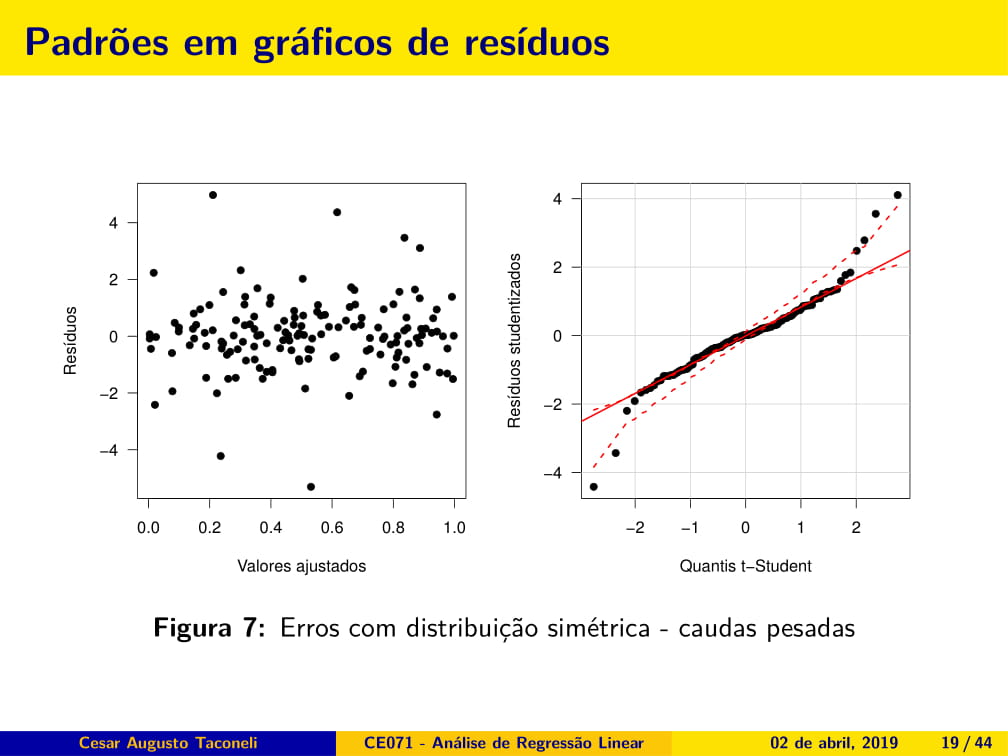 Padrões em gráficos de resíduos
Resíduos
4
2
0
−2
−4
0.0 0.2 0.4 0.6 0.8 1.0
Valores ajustados
Resíduos studentizados
4
2
0
−2
−4
−2 −1 0 1 2
Quantis t−Student
Figura 7: Erros com distribuição simétrica - caudas pesadas
Cesar Augusto Taconeli CE071 - Análise de Regressão Linear 02 de abril, 2019 19 / 44